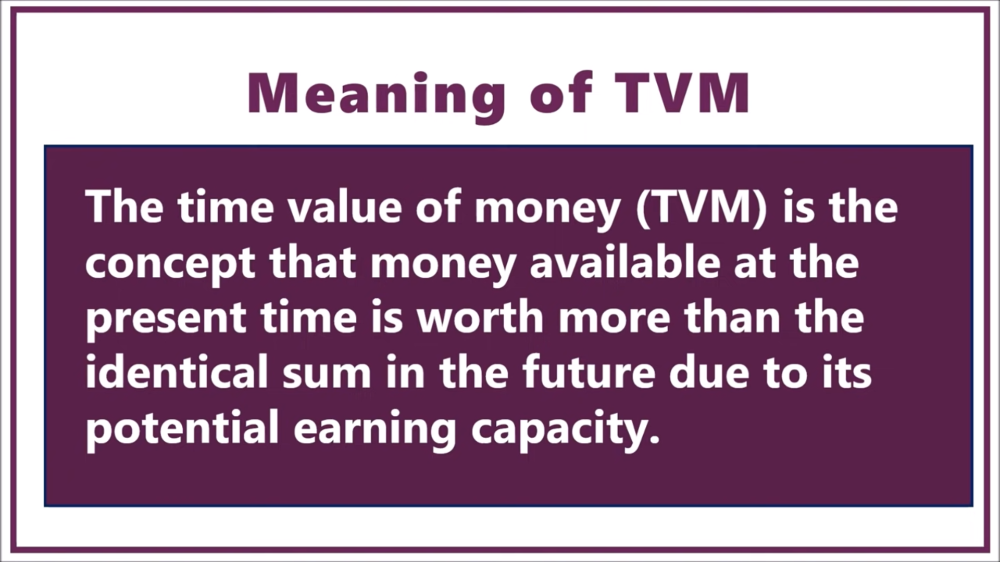 Meaning of TVM
The time value of money (TVM) is the
concept that money available at the
present time is worth more than the
identical sum in the future due to its
potential earning capacity.